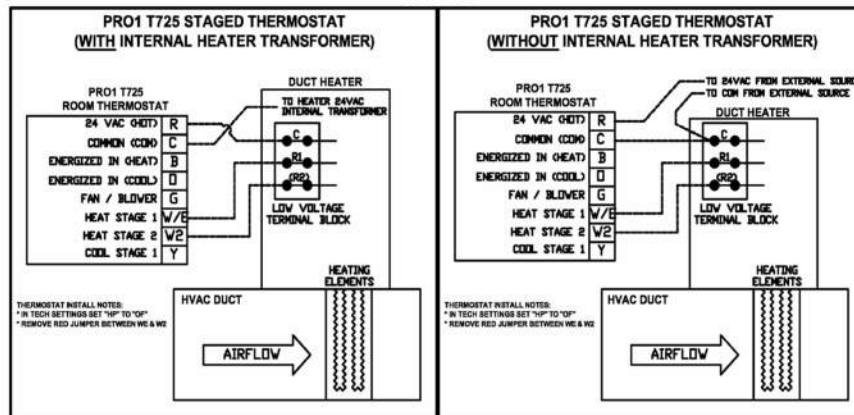 PRO1 T725 STAGED THERMOSTAT
(WITH INTERNAL HEATER TRANSFORMER)
DUCT HEATER
PRO1 T725
ROOM THERMOSTAT
TO HEATER 24VAC
INTERNAL TRANSFORMER
24 VAC (HOT) R
COMMON (COM) C
ENERGIZED IN (HEAT) B
ENERGIZED IN (COOL) O
FAN / BLOWER G
HEAT STAGE 1 W/E
HEAT STAGE 2 W2
COOL STAGE 1 Y
C
R1
(R2)
LOW VOLTAGE
TERMINAL BLOCK
HEATING
ELEMENTS
THERMOSTAT INSTALL NOTES:
* IN TECH SETTINGS SET "HP" TO "OF"
* REMOVE RED JUMPER BETWEEN WE & W2
HVAC DUCT
AIRFLOW
PRO1 T725 STAGED THERMOSTAT
(WITHOUT INTERNAL HEATER TRANSFORMER)
TO 24VAC FROM EXTERNAL SOURCE
TO COM FROM EXTERNAL SOURCE
PRO1 T725
ROOM THERMOSTAT
DUCT HEATER
24 VAC (HOT) R
COMMON (COM) C
ENERGIZED IN (HEAT) B
ENERGIZED IN (COOL) O
FAN / BLOWER G
HEAT STAGE 1 W/E
HEAT STAGE 2 W2
COOL STAGE 1 Y
C
R1
(R2)
LOW VOLTAGE
TERMINAL BLOCK
HEATING
ELEMENTS
THERMOSTAT INSTALL NOTES:
* IN TECH SETTINGS SET "HP" TO "OF"
* REMOVE RED JUMPER BETWEEN WE & W2
HVAC DUCT
AIRFLOW